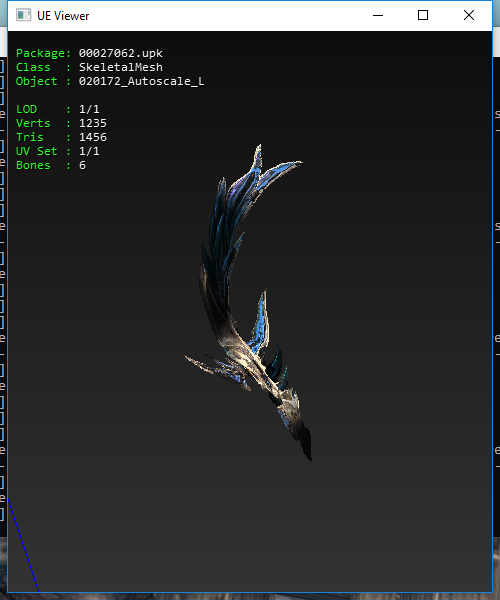 UE Viewer
Package: 00027062.upk
Class : SkeletalMesh
Object : 020172_Autoscale_L
LOD : 1/1
Verts : 1235
Tris : 1456
UV Set : 1/1
Bones : 6